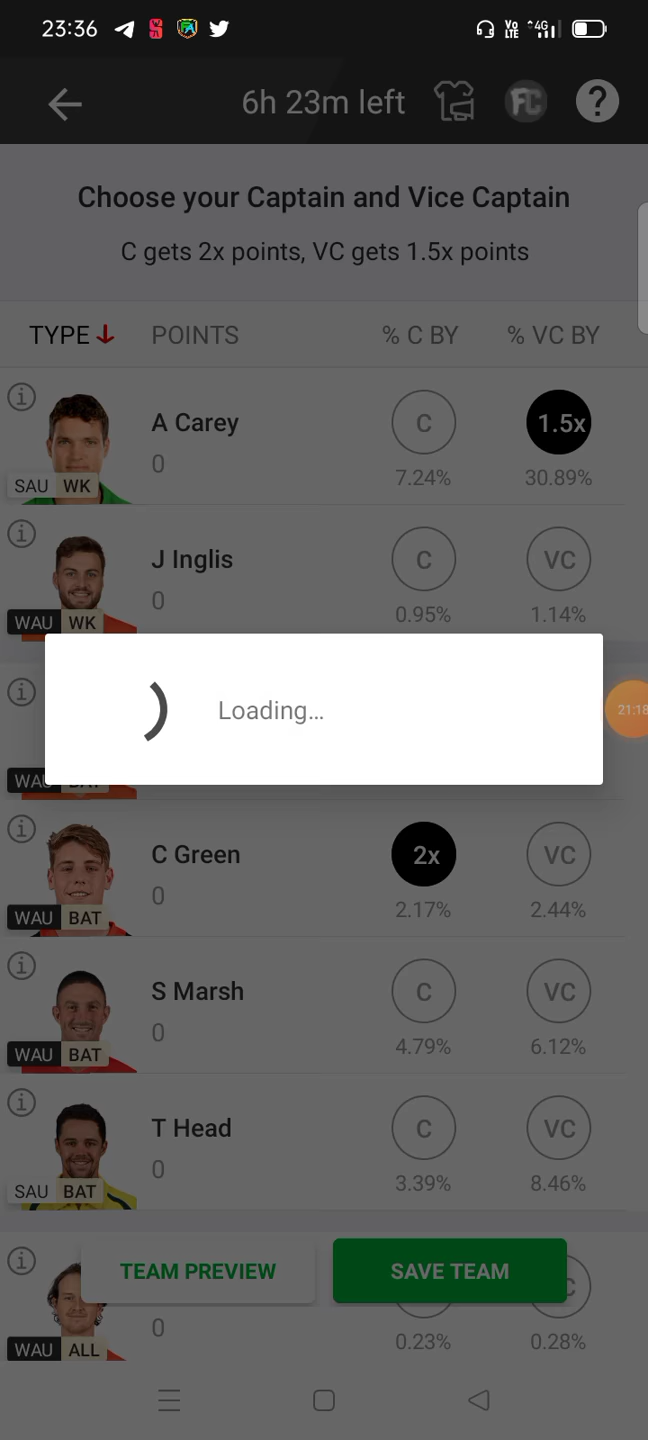 23:36
Vo LTE 4G
6h 23m left
FC
?
Choose your Captain and Vice Captain
C gets 2x points, VC gets 1.5x points
TYPE POINTS % C BY % VC BY
A Carey
C
1.5x
0
7.24%
30.89%
SAU WK
J Inglis
C
VC
0
0.95%
1.14%
WAU WK
Loading...
21:18
WAU BAT
C Green
2x
VC
0
2.17%
2.44%
WAU BAT
S Marsh
C
VC
0
4.79%
6.12%
WAU BAT
T Head
C
VC
0
3.39%
8.46%
SAU BAT
TEAM PREVIEW
SAVE TEAM
0
0.23%
0.28%
WAU ALL